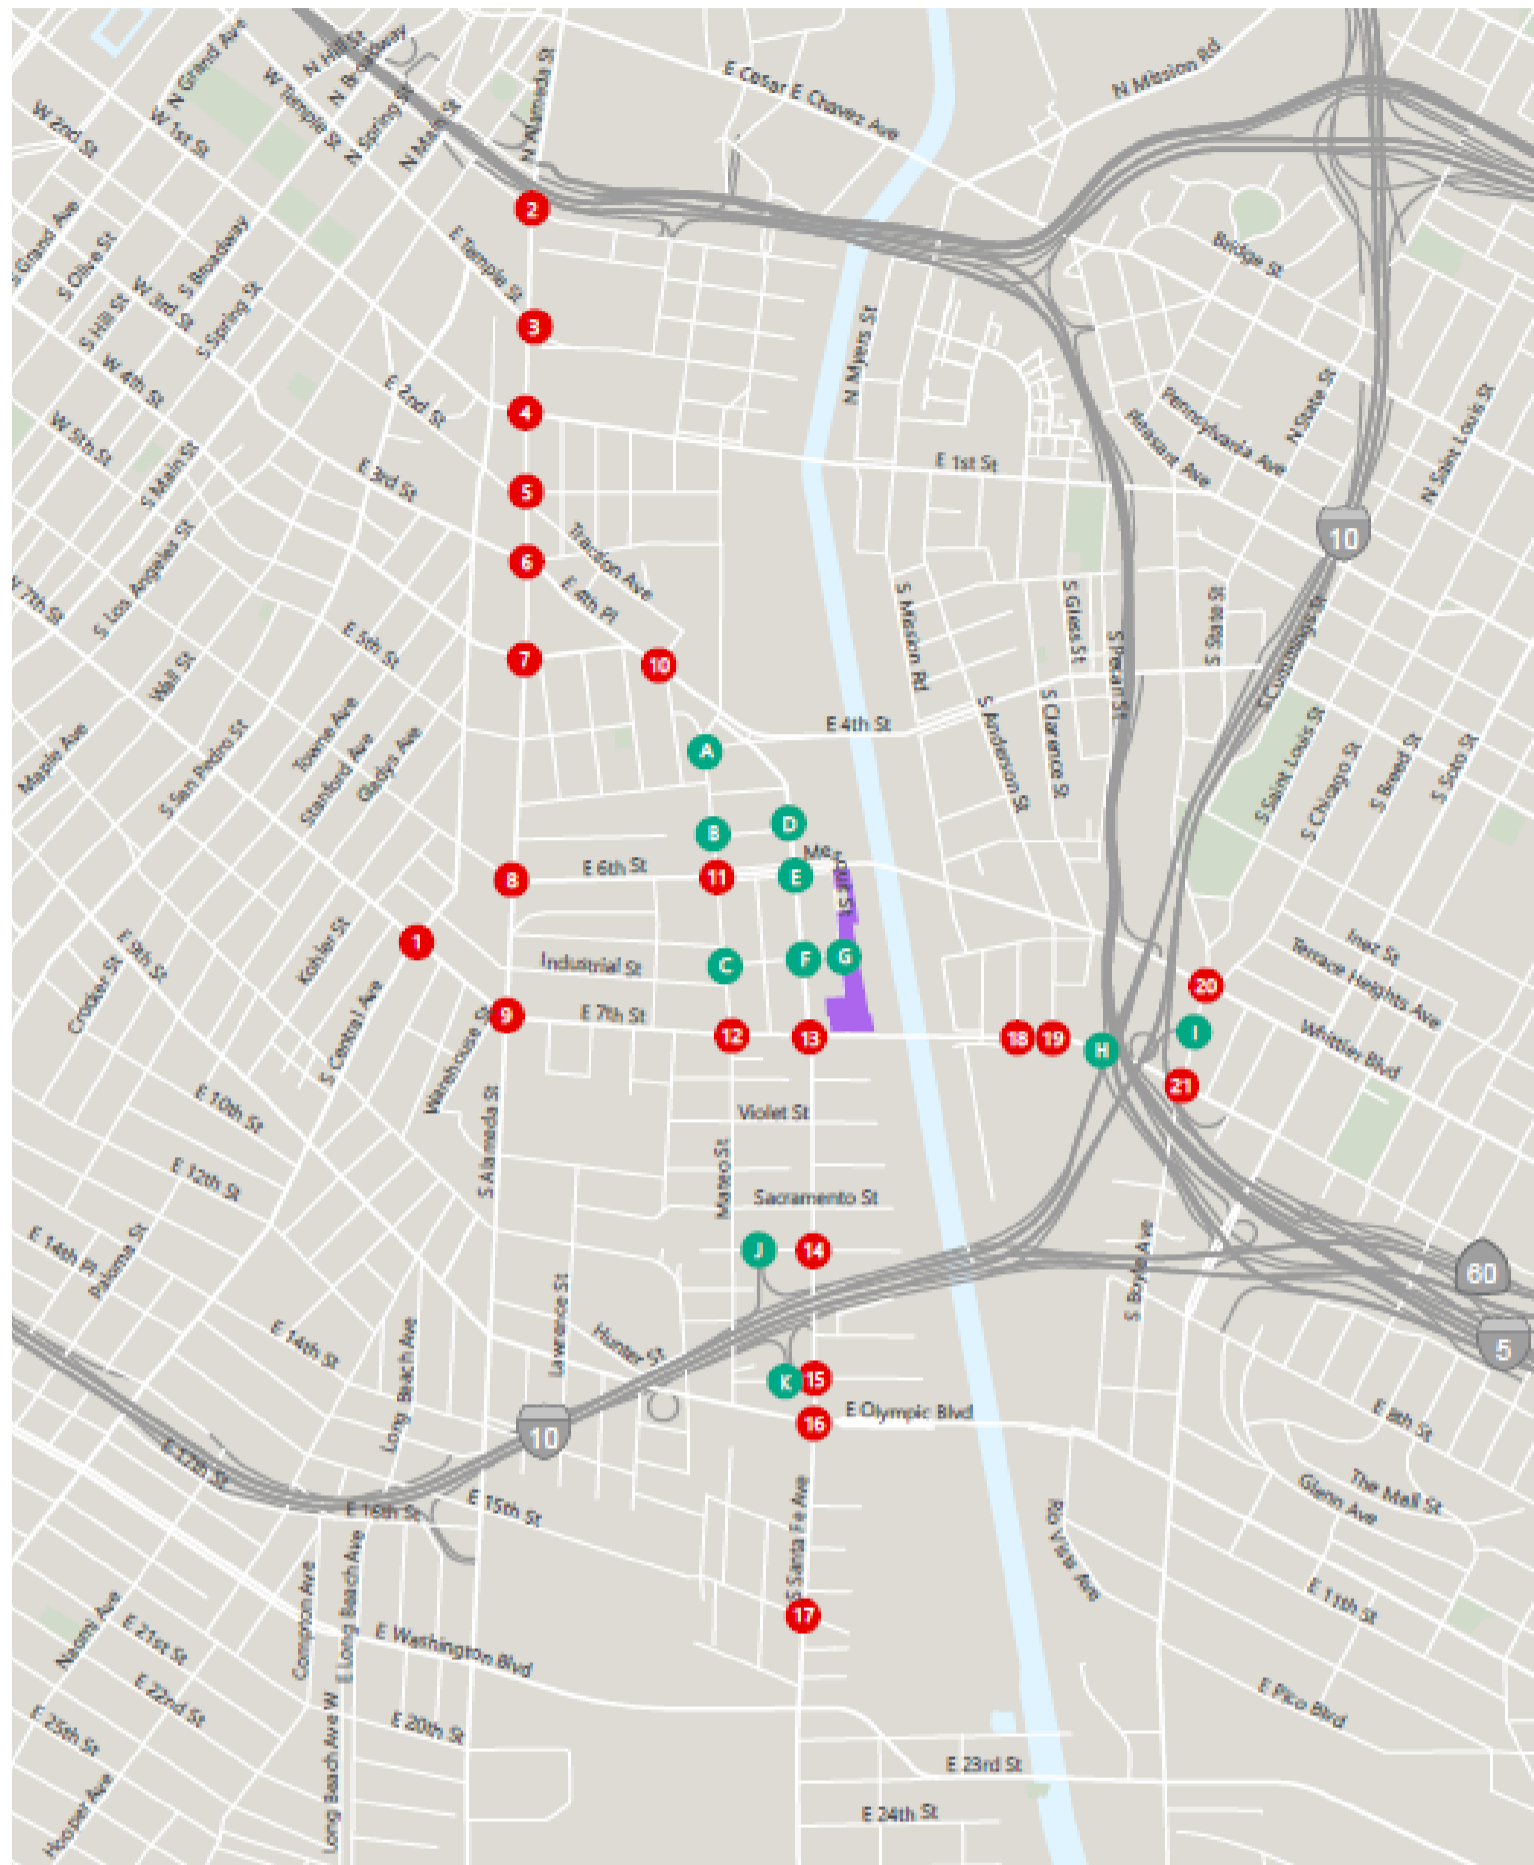 N Grand Ave
N Hill St
N Broadway
W Temple St
N Spring St
N Main St
N Alameda St
E Cesar E Chavez Ave
N Mission Rd
W 2nd St
W 1st St
2
S Grand Ave
S Olive St
S Broadway
W 3rd St
S Hill St
S Spring St
E Temple St
3
Bridge St
N Myers St
W 4th St
E 2nd St
4
W 5th St
S Main St
E 3rd St
E 1st St
Pennsylvania Ave
Pleasant Ave
N State St
N Saint Louis St
5
10
S Los Angeles St
6
Traction Ave
E 4th Pl
W 7th St
E 5th St
7
10
S Mission Rd
S Gless St
S Pecan St
S State St
S Cummings St
Wall St
Maple Ave
S San Pedro St
Towne Ave
Stanford Ave
Gladys Ave
A
E 4th St
S Anderson St
S Clarence St
S Saint Louis St
S Chicago St
S Breed St
S Soto St
B
D
8
E 6th St
11
E
1
Kohler St
E 9th St
Crocker St
S Central Ave
Industrial St
C
F
G
Inez St
Terrace Heights Ave
20
Whittier Blvd
9
E 7th St
12
13
18
19
H
I
21
Warehouse St
E 10th St
Violet St
E 12th St
S Alameda St
Mateo St
Sacramento St
E 14th Pl
Paloma St
J
14
S Boyle Ave
60
5
E 14th St
Long Beach Ave
Lawrence St
Hunter St
K
15
16
E Olympic Blvd
10
E 8th St
E 12th St
E 16th St
E 15th St
S Santa Fe Ave
Rio Vista Ave
The Mall St
Glenn Ave
17
E 11th St
Naomi Ave
E 21st St
Compton Ave
E Long Beach Ave
E Washington Blvd
E 22nd St
E 25th St
E 20th St
Long Beach Ave W
Hooper Ave
E Pico Blvd
E 23rd St
E 24th St